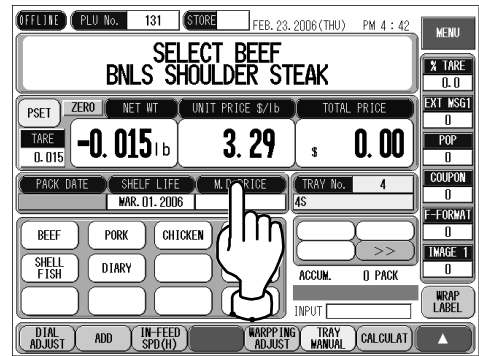 OFFLINE PLU No. 131 STORE FEB. 23. 2006 (THU) PM 4 : 42 MENU
SELECT BEEF
BNLS SHOULDER STEAK
% TARE
0.0
EXT MSG1
0
POP
0
COUPON
0
F-FORMAT
0
IMAGE 1
0
WRAP
LABEL
PSET ZERO NET WT UNIT PRICE $/lb TOTAL PRICE
TARE
0.015
-0.015 lb 3.29 $ 0.00
PACK DATE SHELF LIFE M.D.PRICE TRAY No. 4
MAR. 01. 2006 4S
BEEF PORK CHICKEN
SHELL
FISH
DIARY
>>
ACCUM. 0 PACK
INPUT
DIAL
ADJUST
ADD
IN-FEED
SPD(H)
WARPPING
ADJUST
TRAY
MANUAL
CALCULAT